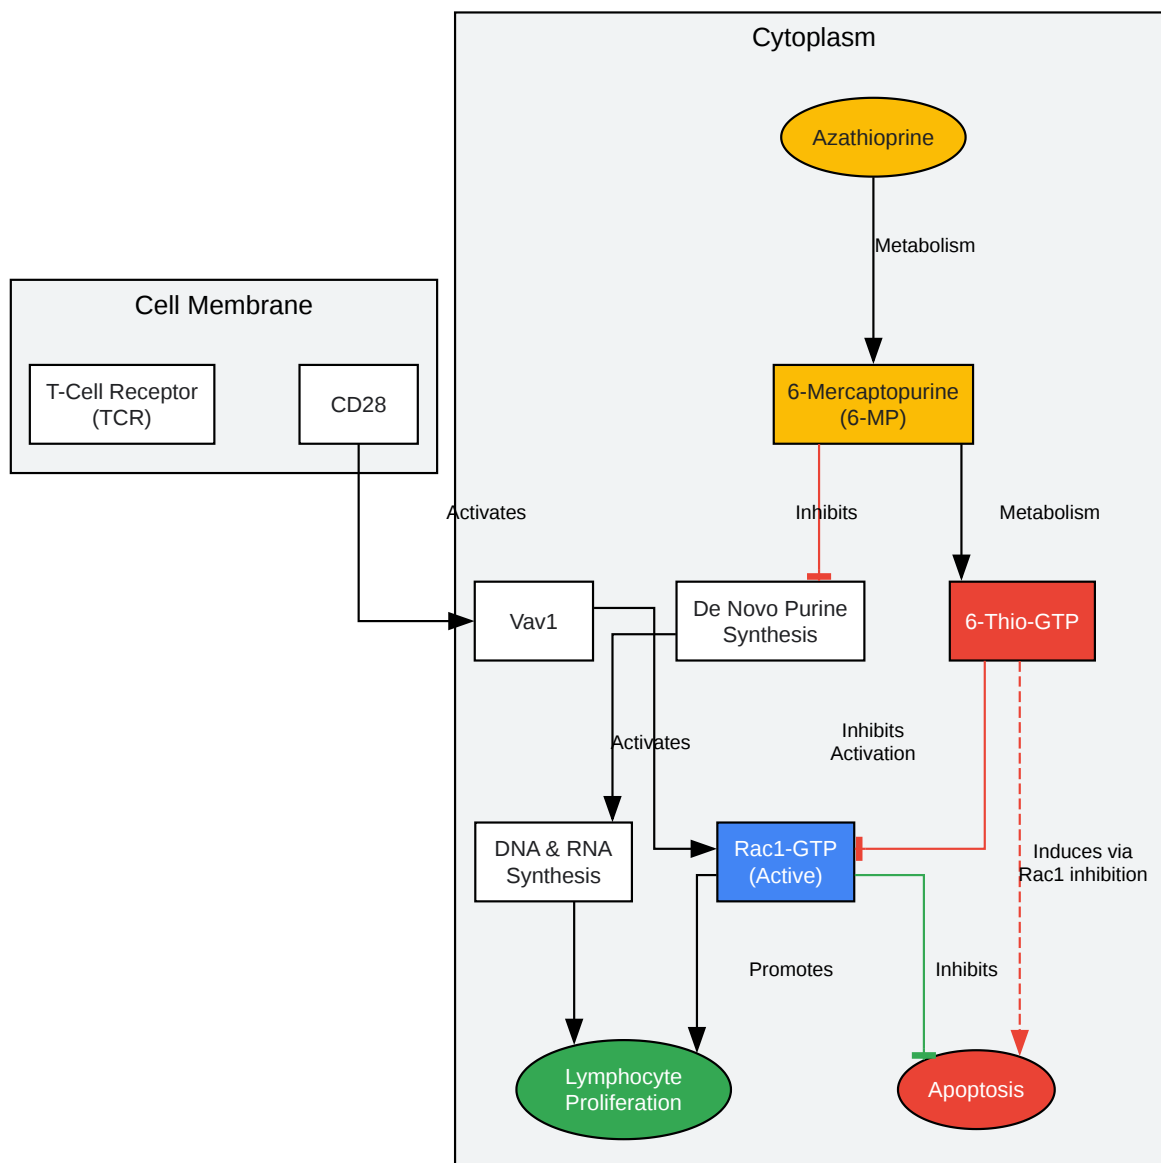 Cytoplasm
Azathioprine
Metabolism
Cell Membrane
T-Cell Receptor
(TCR)
CD28
6-Mercaptopurine
(6-MP)
Activates
Inhibits
Metabolism
Vav1
De Novo Purine
Synthesis
6-Thio-GTP
Activates
Inhibits
Activation
DNA & RNA
Synthesis
Rac1-GTP
(Active)
Induces via
Rac1 inhibition
Promotes
Inhibits
Lymphocyte
Proliferation
Apoptosis